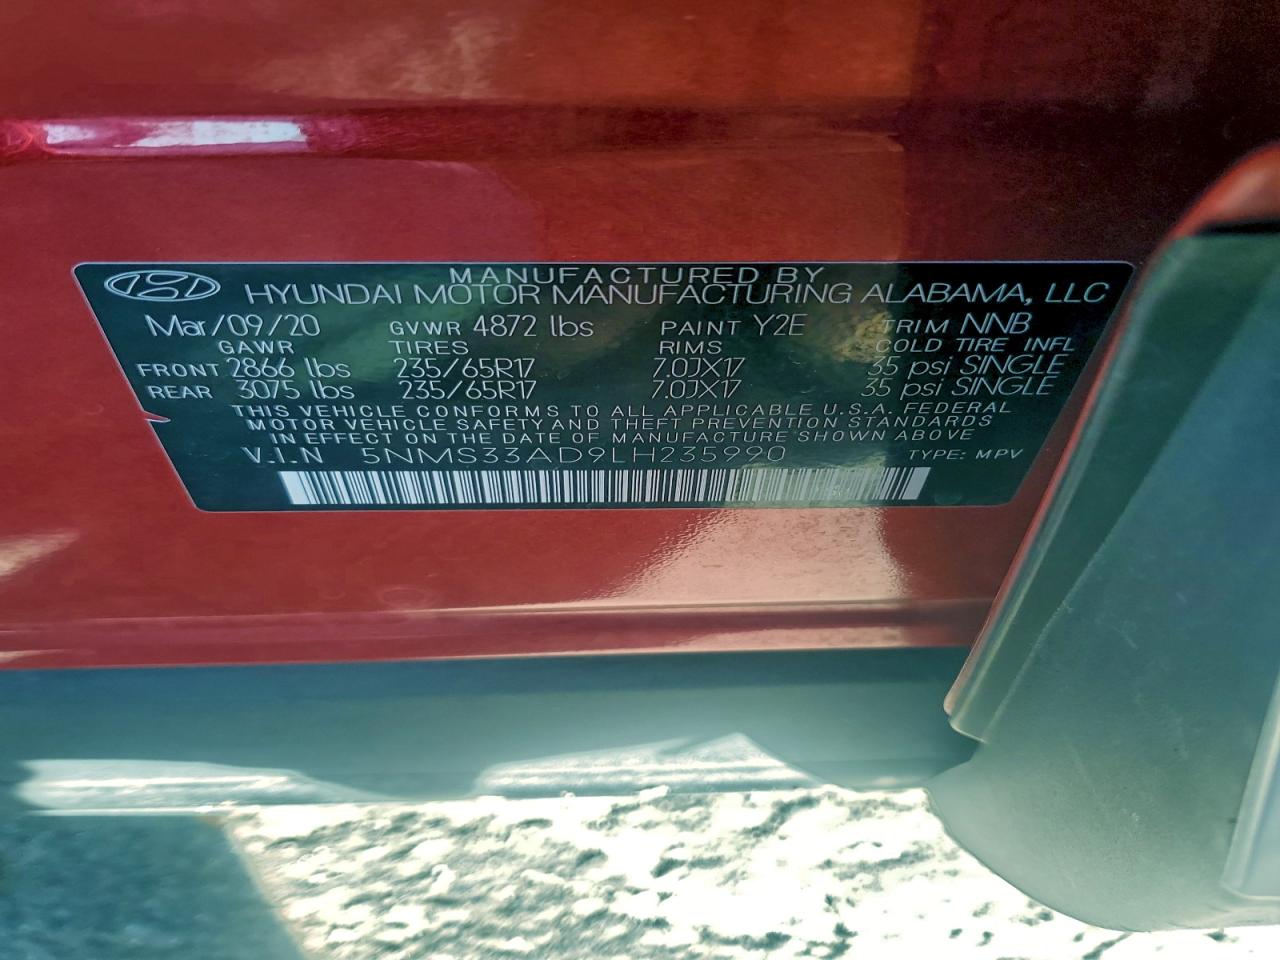 MANUFACTURED BY
HYUNDAI MOTOR MANUFACTURING ALABAMA, LLC
Mar/09/20 GVWR 4872 lbs PAINT Y2E TRIM NNB
GAWR TIRES RIMS COLD TIRE INFL
FRONT 2866 lbs 235/65R17 7.0JX17 35 psi SINGLE
REAR 3075 lbs 235/65R17 7.0JX17 35 psi SINGLE
THIS VEHICLE CONFORMS TO ALL APPLICABLE U.S.A. FEDERAL
MOTOR VEHICLE SAFETY AND THEFT PREVENTION STANDARDS
IN EFFECT ON THE DATE OF MANUFACTURE SHOWN ABOVE
V.I.N 5NMS33AD9LH235990 TYPE: MPV